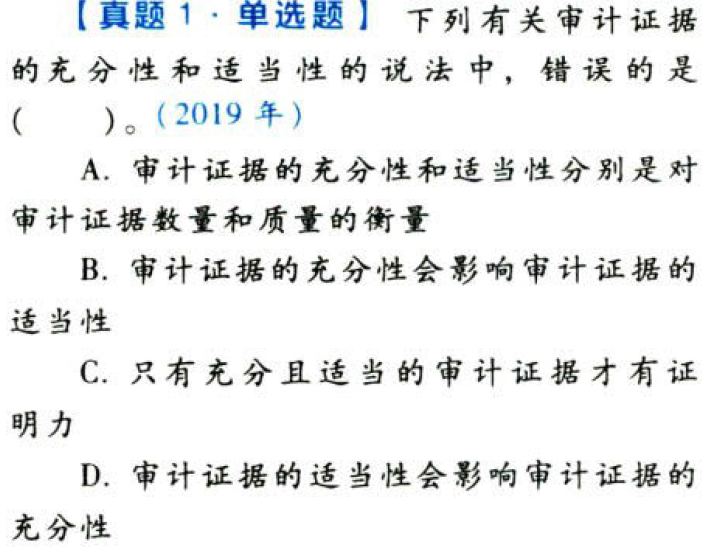 【真题1·单选题】 下列有关审计证据
的充分性和适当性的说法中，错误的是
(  )。(2019年)
A. 审计证据的充分性和适当性分别是对
审计证据数量和质量的衡量
B. 审计证据的充分性会影响审计证据的
适当性
C. 只有充分且适当的审计证据才有证
明力
D. 审计证据的适当性会影响审计证据的
充分性